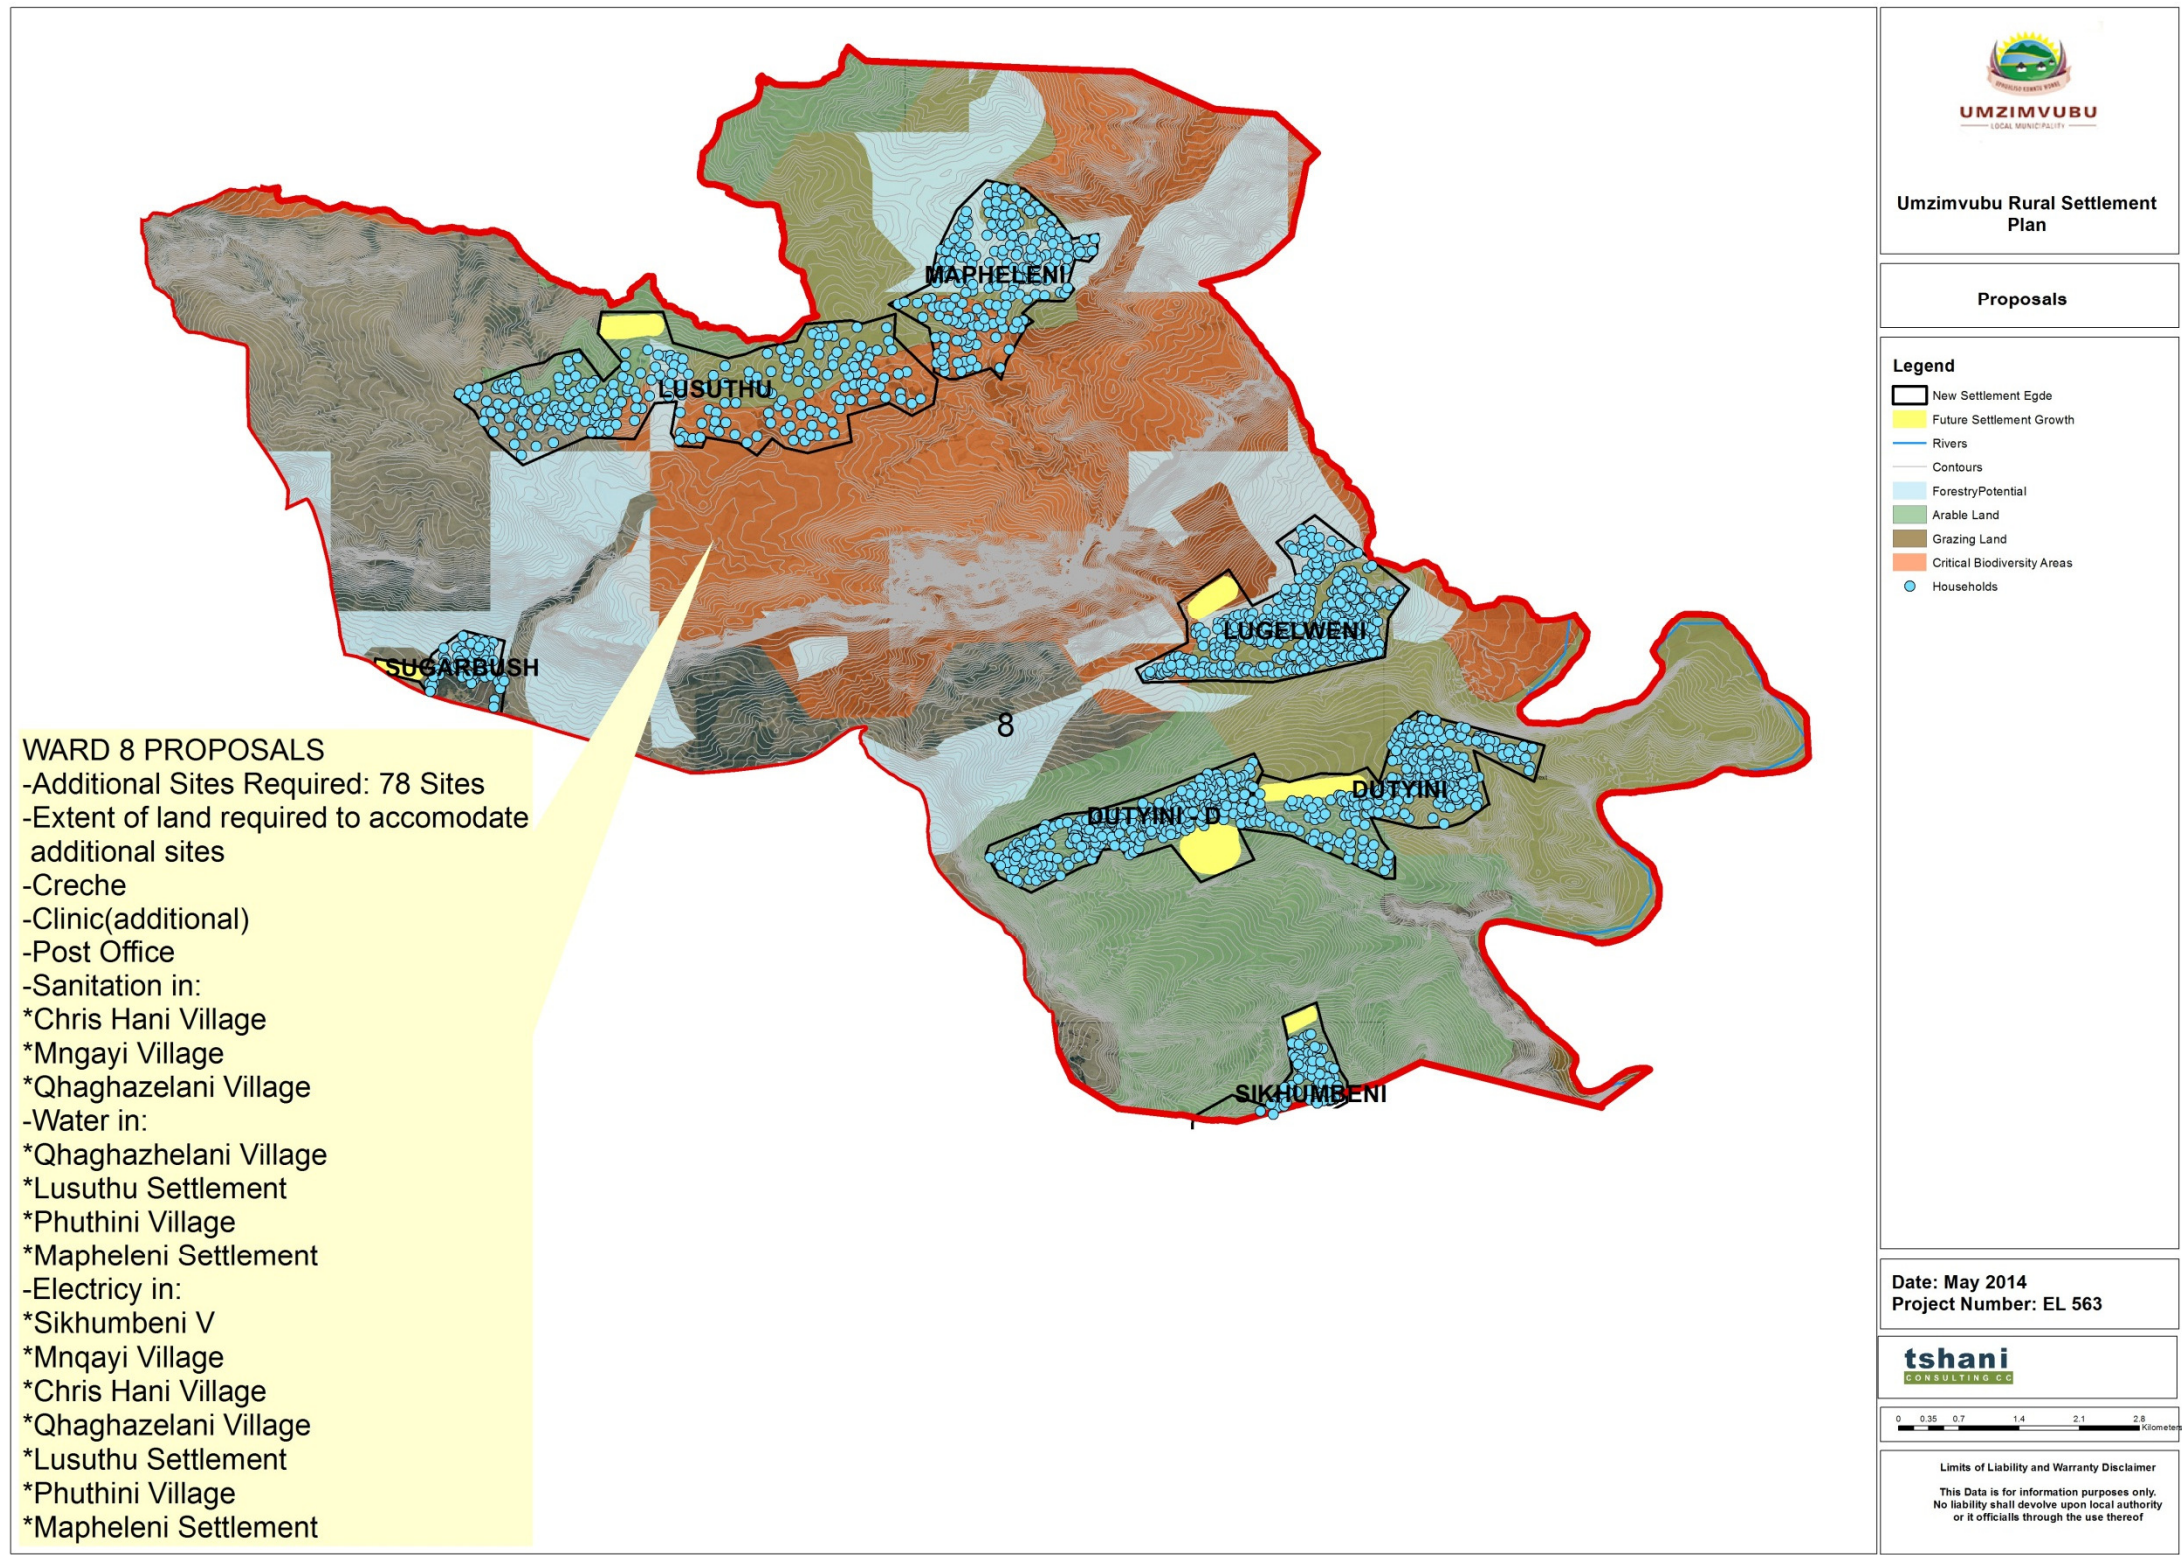 UMZIMVUBU
LOCAL MUNICIPALITY
Umzimvubu Rural Settlement
Plan
Proposals
Legend
New Settlement Egde
Future Settlement Growth
Rivers
Contours
ForestryPotential
Arable Land
Grazing Land
Critical Biodiversity Areas
Households
MAPHELENI
LUSUTHU
LUGELWENI
SUGARBUSH
8
DUTYINI
DUTYINI - D
SIKHUMBENI
WARD 8 PROPOSALS
-Additional Sites Required: 78 Sites
-Extent of land required to accomodate
additional sites
-Creche
-Clinic(additional)
-Post Office
-Sanitation in:
*Chris Hani Village
*Mngayi Village
*Qhaghazelani Village
-Water in:
*Qhaghazhelani Village
*Lusuthu Settlement
*Phuthini Village
*Mapheleni Settlement
-Electricy in:
*Sikhumbeni V
*Mnqayi Village
*Chris Hani Village
*Qhaghazelani Village
*Lusuthu Settlement
*Phuthini Village
*Mapheleni Settlement
Date: May 2014
Project Number: EL 563
tshani
CONSULTING CC
0 0.35 0.7 1.4 2.1 2.8
Kilometers
Limits of Liability and Warranty Disclaimer
This Data is for information purposes only.
No liability shall devolve upon local authority
or it officialls through the use thereof